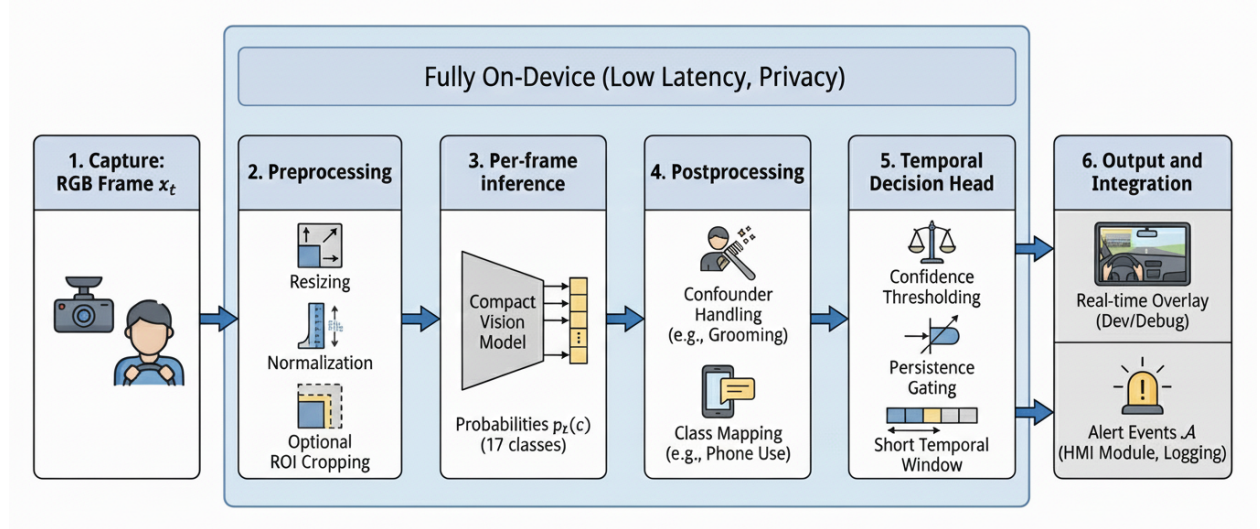 Fully On-Device (Low Latency, Privacy)
1. Capture:
RGB Frame xₜ
2. Preprocessing
Resizing
Normalization
Optional
ROI Cropping
3. Per-frame
inference
Compact
Vision
Model
Probabilities pₜ(c)
(17 classes)
4. Postprocessing
Confounder
Handling
(e.g., Grooming)
Class Mapping
(e.g., Phone Use)
5. Temporal
Decision Head
Confidence
Thresholding
Persistence
Gating
Short Temporal
Window
6. Output and
Integration
Real-time Overlay
(Dev/Debug)
!
Alert Events 𝒜
(HMI Module, Logging)